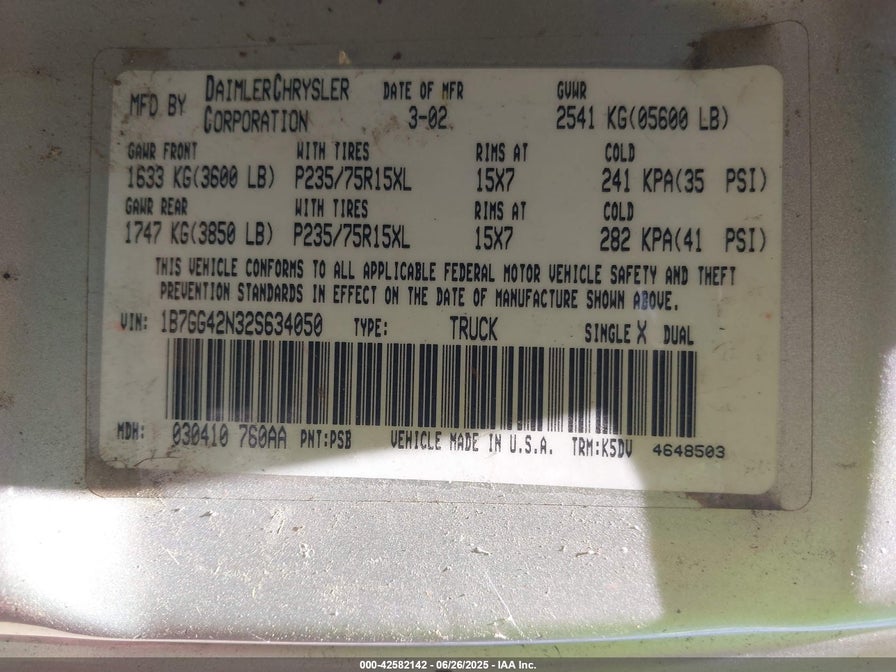 MFD BY DAIMLERCHRYSLER CORPORATION DATE OF MFR 3-02 GVWR 2541 KG(05600 LB)
GAWR FRONT WITH TIRES RIMS AT COLD
1633 KG(3600 LB) P235/75R15XL 15X7 241 KPA(35 PSI)
GAWR REAR WITH TIRES RIMS AT COLD
1747 KG(3850 LB) P235/75R15XL 15X7 282 KPA(41 PSI)
THIS VEHICLE CONFORMS TO ALL APPLICABLE FEDERAL MOTOR VEHICLE SAFETY AND THEFT
PREVENTION STANDARDS IN EFFECT ON THE DATE OF MANUFACTURE SHOWN ABOVE.
VIN: 1B7GG42N32S634050 TYPE: TRUCK SINGLE X DUAL
MDH: 030410 760AA PNT:PSB VEHICLE MADE IN U.S.A. TRM:K5DV 4648503
000-42582142 - 06/26/2025 - IAA Inc.